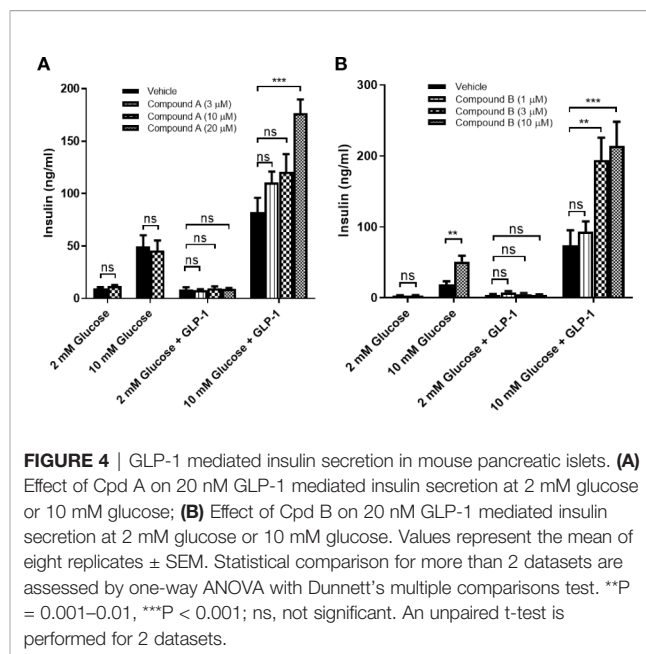 A
Vehicle
Compound A (3 μM)
Compound A (10 μM)
Compound A (20 μM)
Insulin (ng/ml)
200
150
100
50
0
ns
ns
ns
ns
ns
ns
ns
***
2 mM Glucose
10 mM Glucose
2 mM Glucose + GLP-1
10 mM Glucose + GLP-1
B
Vehicle
Compound B (1 μM)
Compound B (3 μM)
Compound B (10 μM)
Insulin (ng/ml)
300
200
100
0
ns
**
ns
ns
ns
ns
**
***
2 mM Glucose
10 mM Glucose
2 mM Glucose + GLP-1
10 mM Glucose + GLP-1
FIGURE 4 | GLP-1 mediated insulin secretion in mouse pancreatic islets. (A)
Effect of Cpd A on 20 nM GLP-1 mediated insulin secretion at 2 mM glucose
or 10 mM glucose; (B) Effect of Cpd B on 20 nM GLP-1 mediated insulin
secretion at 2 mM glucose or 10 mM glucose. Values represent the mean of
eight replicates ± SEM. Statistical comparison for more than 2 datasets are
assessed by one-way ANOVA with Dunnett's multiple comparisons test. **P
= 0.001–0.01, ***P < 0.001; ns, not significant. An unpaired t-test is
performed for 2 datasets.